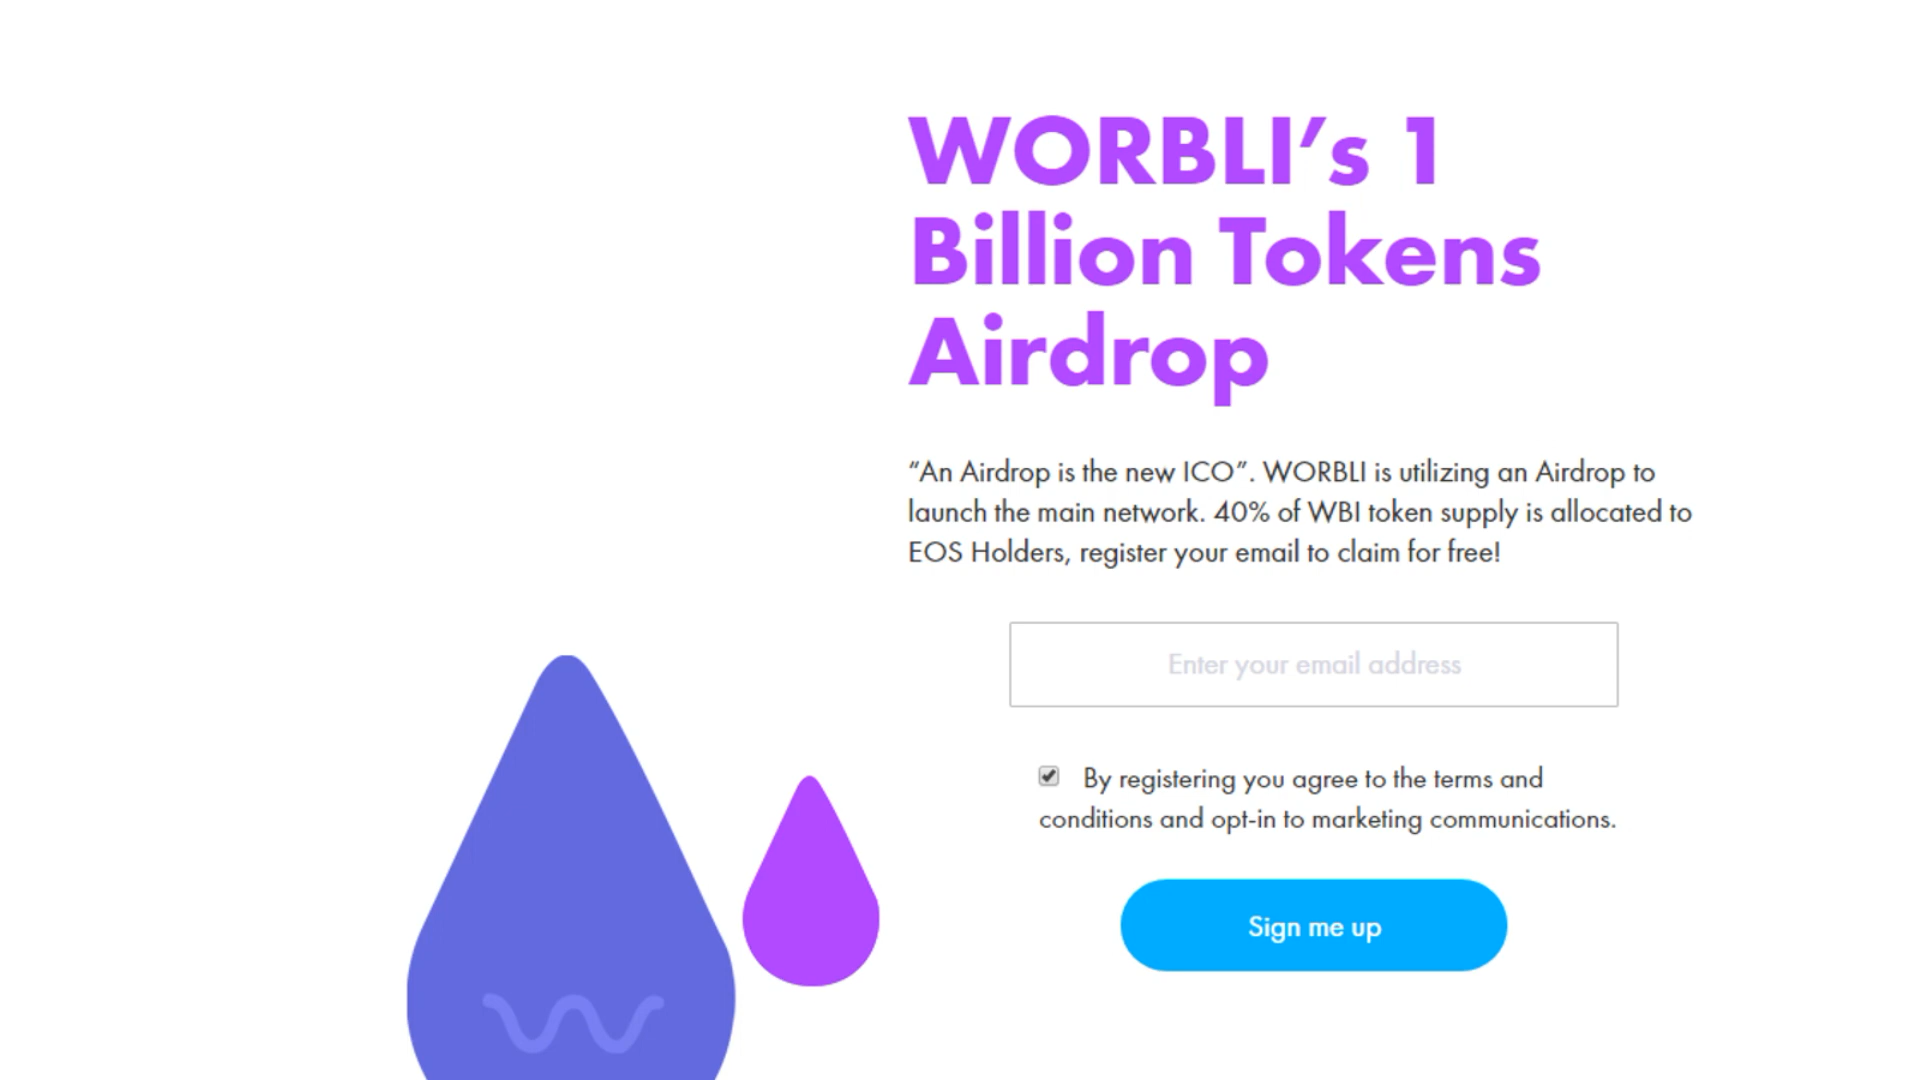 WORBLI’s 1
Billion Tokens
Airdrop
“An Airdrop is the new ICO”. WORBLI is utilizing an Airdrop to
launch the main network. 40% of WBI token supply is allocated to
EOS Holders, register your email to claim for free!
Enter your email address
By registering you agree to the terms and
conditions and opt-in to marketing communications.
Sign me up